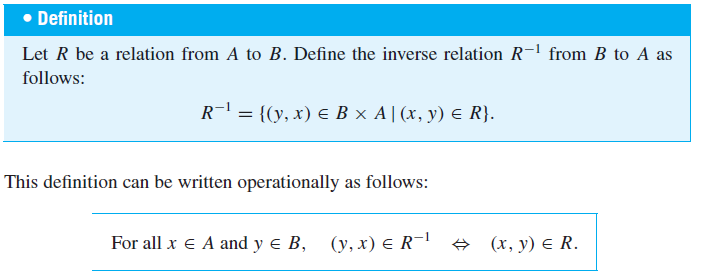 • Definition
Let R be a relation from A to B. Define the inverse relation R⁻¹ from B to A as
follows:
R⁻¹ = {(y, x) ∈ B × A | (x, y) ∈ R}.
This definition can be written operationally as follows:
For all x ∈ A and y ∈ B, (y, x) ∈ R⁻¹ ⇔ (x, y) ∈ R.